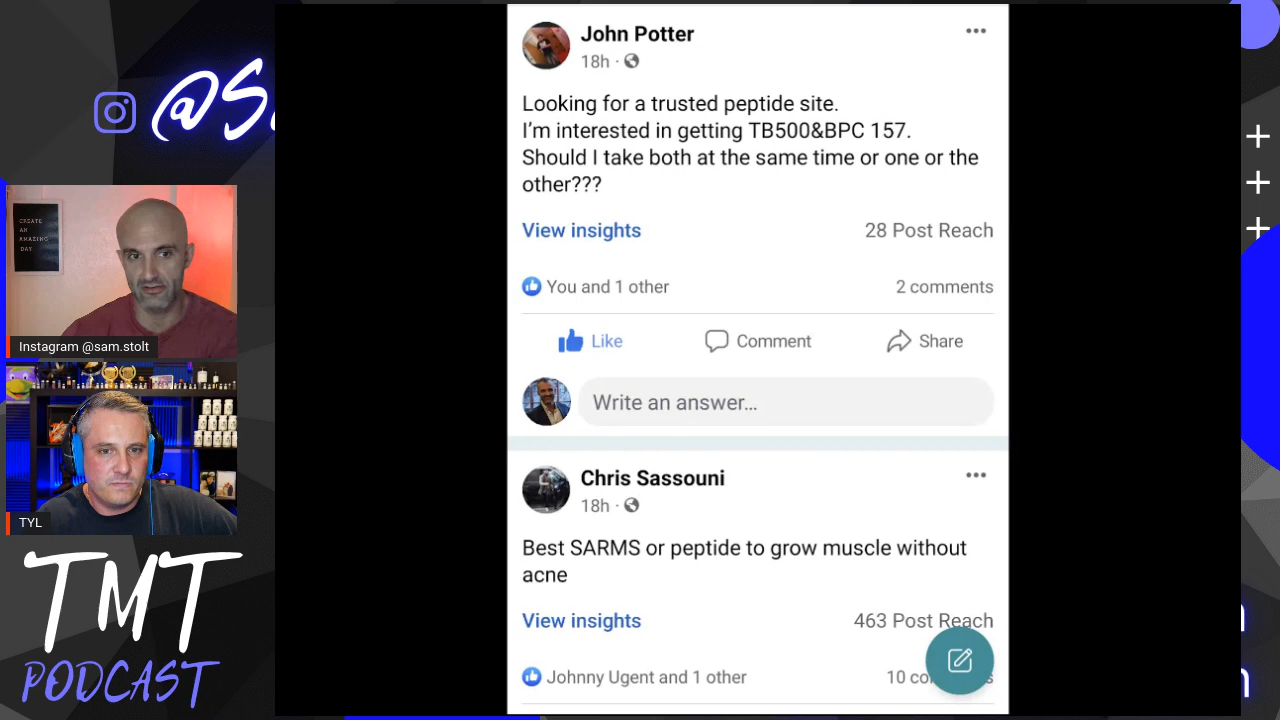 @S
CREATE
AN
AMAZING
DAY
Instagram @sam.stolt
TYL
TMT
PODCAST
John Potter
18h ·
Looking for a trusted peptide site.
I'm interested in getting TB500&BPC 157.
Should I take both at the same time or one or the
other???
View insights
28 Post Reach
You and 1 other
2 comments
Like
Comment
Share
Write an answer...
Chris Sassouni
18h ·
Best SARMS or peptide to grow muscle without
acne
View insights
463 Post Reach
Johnny Ugent and 1 other
10 co